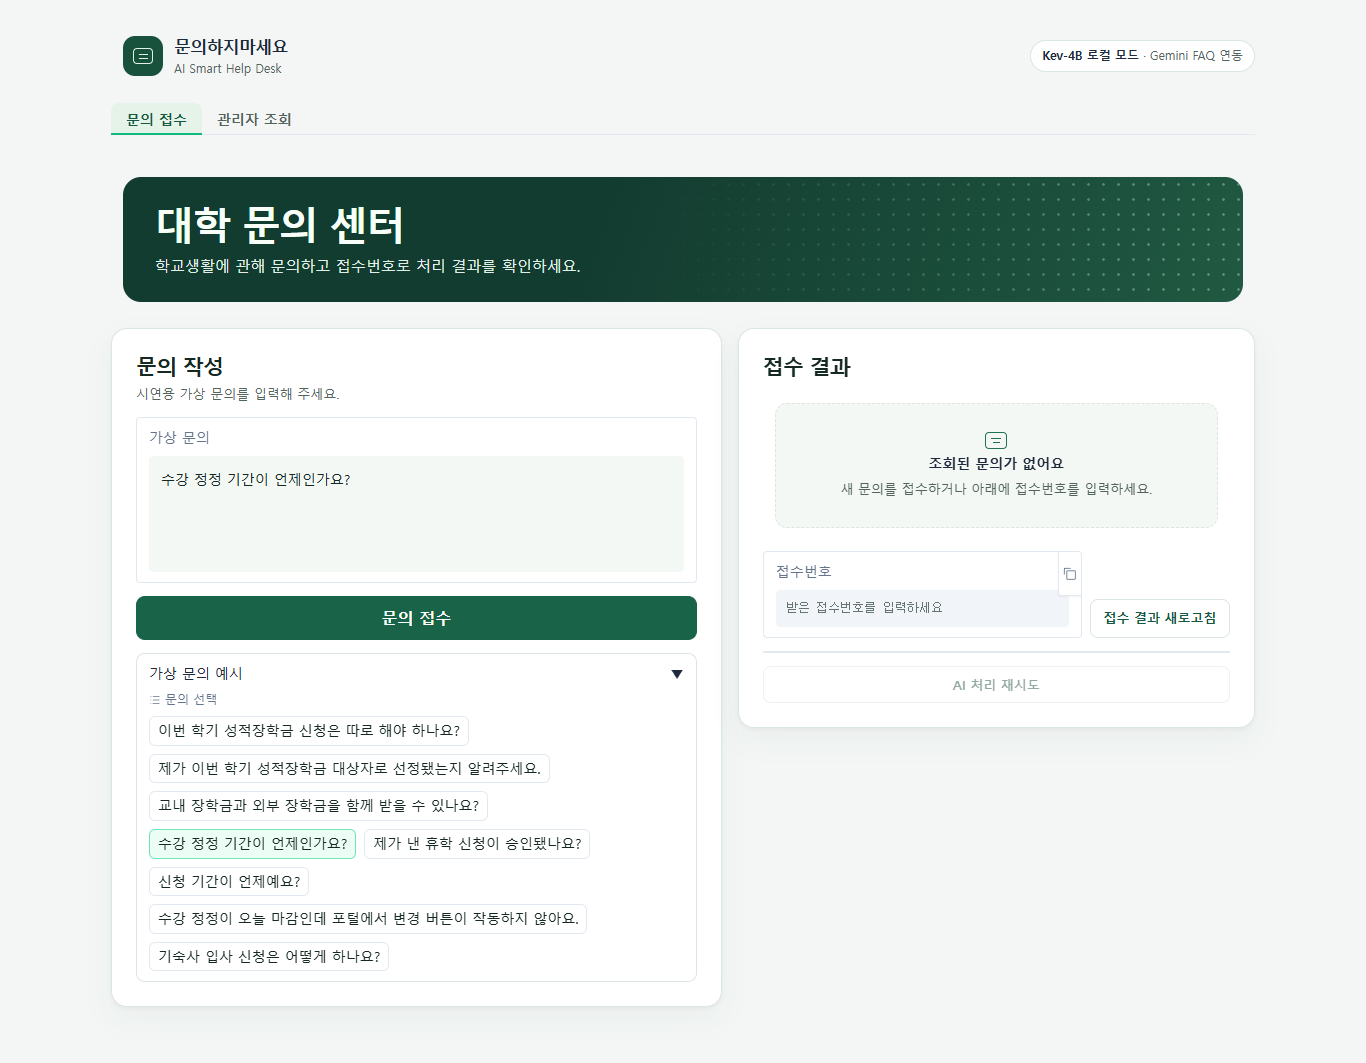 문의하지마세요
AI Smart Help Desk
Kev-4B 로컬 모드 · Gemini FAQ 연동
문의 접수
관리자 조회
대학 문의 센터
학교생활에 관해 문의하고 접수번호로 처리 결과를 확인하세요.
문의 작성
시연용 가상 문의를 입력해 주세요.
가상 문의
수강 정정 기간이 언제인가요?
문의 접수
가상 문의 예시
문의 선택
이번 학기 성적장학금 신청은 따로 해야 하나요?
제가 이번 학기 성적장학금 대상자로 선정됐는지 알려주세요.
교내 장학금과 외부 장학금을 함께 받을 수 있나요?
수강 정정 기간이 언제인가요?
제가 낸 휴학 신청이 승인됐나요?
신청 기간이 언제예요?
수강 정정이 오늘 마감인데 포털에서 변경 버튼이 작동하지 않아요.
기숙사 입사 신청은 어떻게 하나요?
접수 결과
조회된 문의가 없어요
새 문의를 접수하거나 아래에 접수번호를 입력하세요.
접수번호
받은 접수번호를 입력하세요
접수 결과 새로고침
AI 처리 재시도